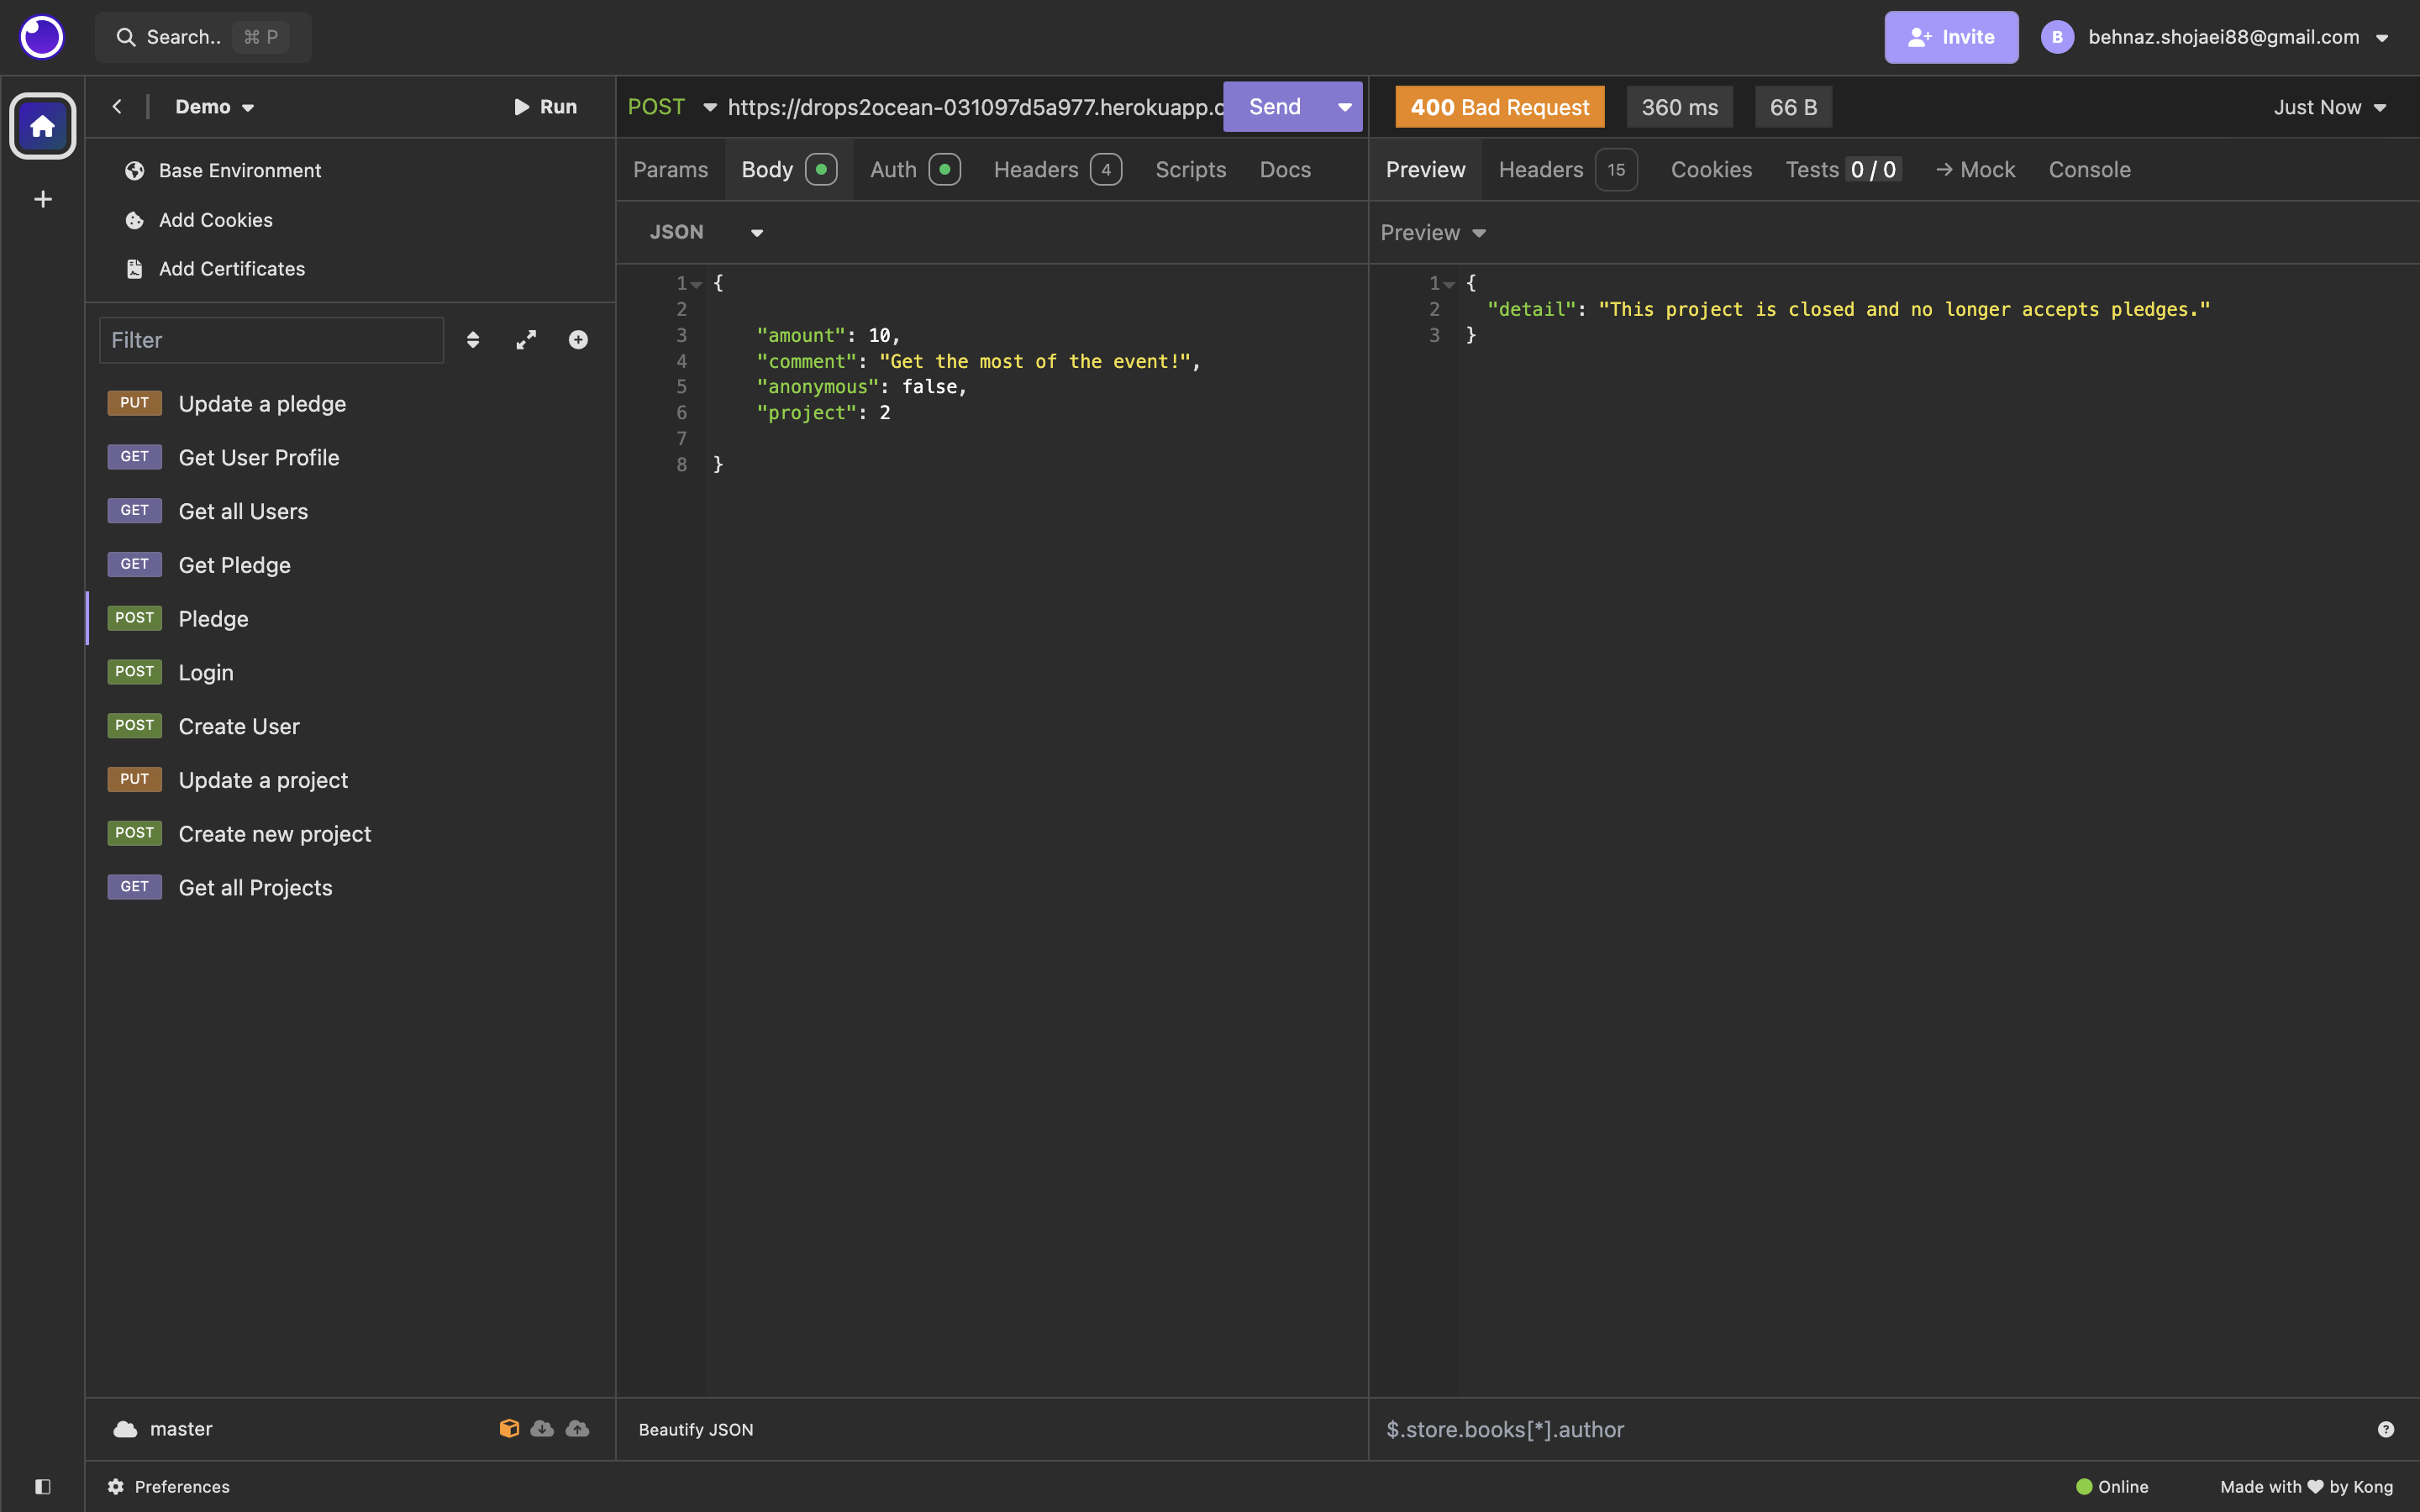 Search.. ⌘ P
Invite
B behnaz.shojaei88@gmail.com
Demo
Run
POST https://drops2ocean-031097d5a977.herokuapp.c
Send
400 Bad Request 360 ms 66 B
Just Now
Base Environment
Add Cookies
Add Certificates
Filter
PUT Update a pledge
GET Get User Profile
GET Get all Users
GET Get Pledge
POST Pledge
POST Login
POST Create User
PUT Update a project
POST Create new project
GET Get all Projects
Params Body Auth Headers 4 Scripts Docs
JSON
1 {
2
3 "amount": 10,
4 "comment": "Get the most of the event!",
5 "anonymous": false,
6 "project": 2
7
8 }
Preview Headers 15 Cookies Tests 0 / 0 → Mock Console
Preview
1 {
2 "detail": "This project is closed and no longer accepts pledges."
3 }
master
Beautify JSON
$.store.books[*].author
?
Preferences
Online
Made with ♥ by Kong